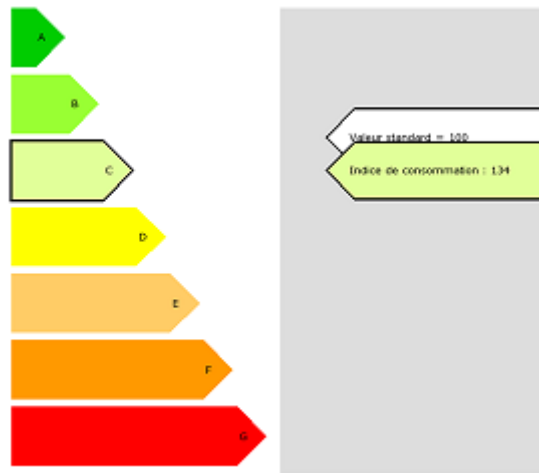 A
B
Valeur standard = 100
C
Indice de consommation : 134
D
E
F
G